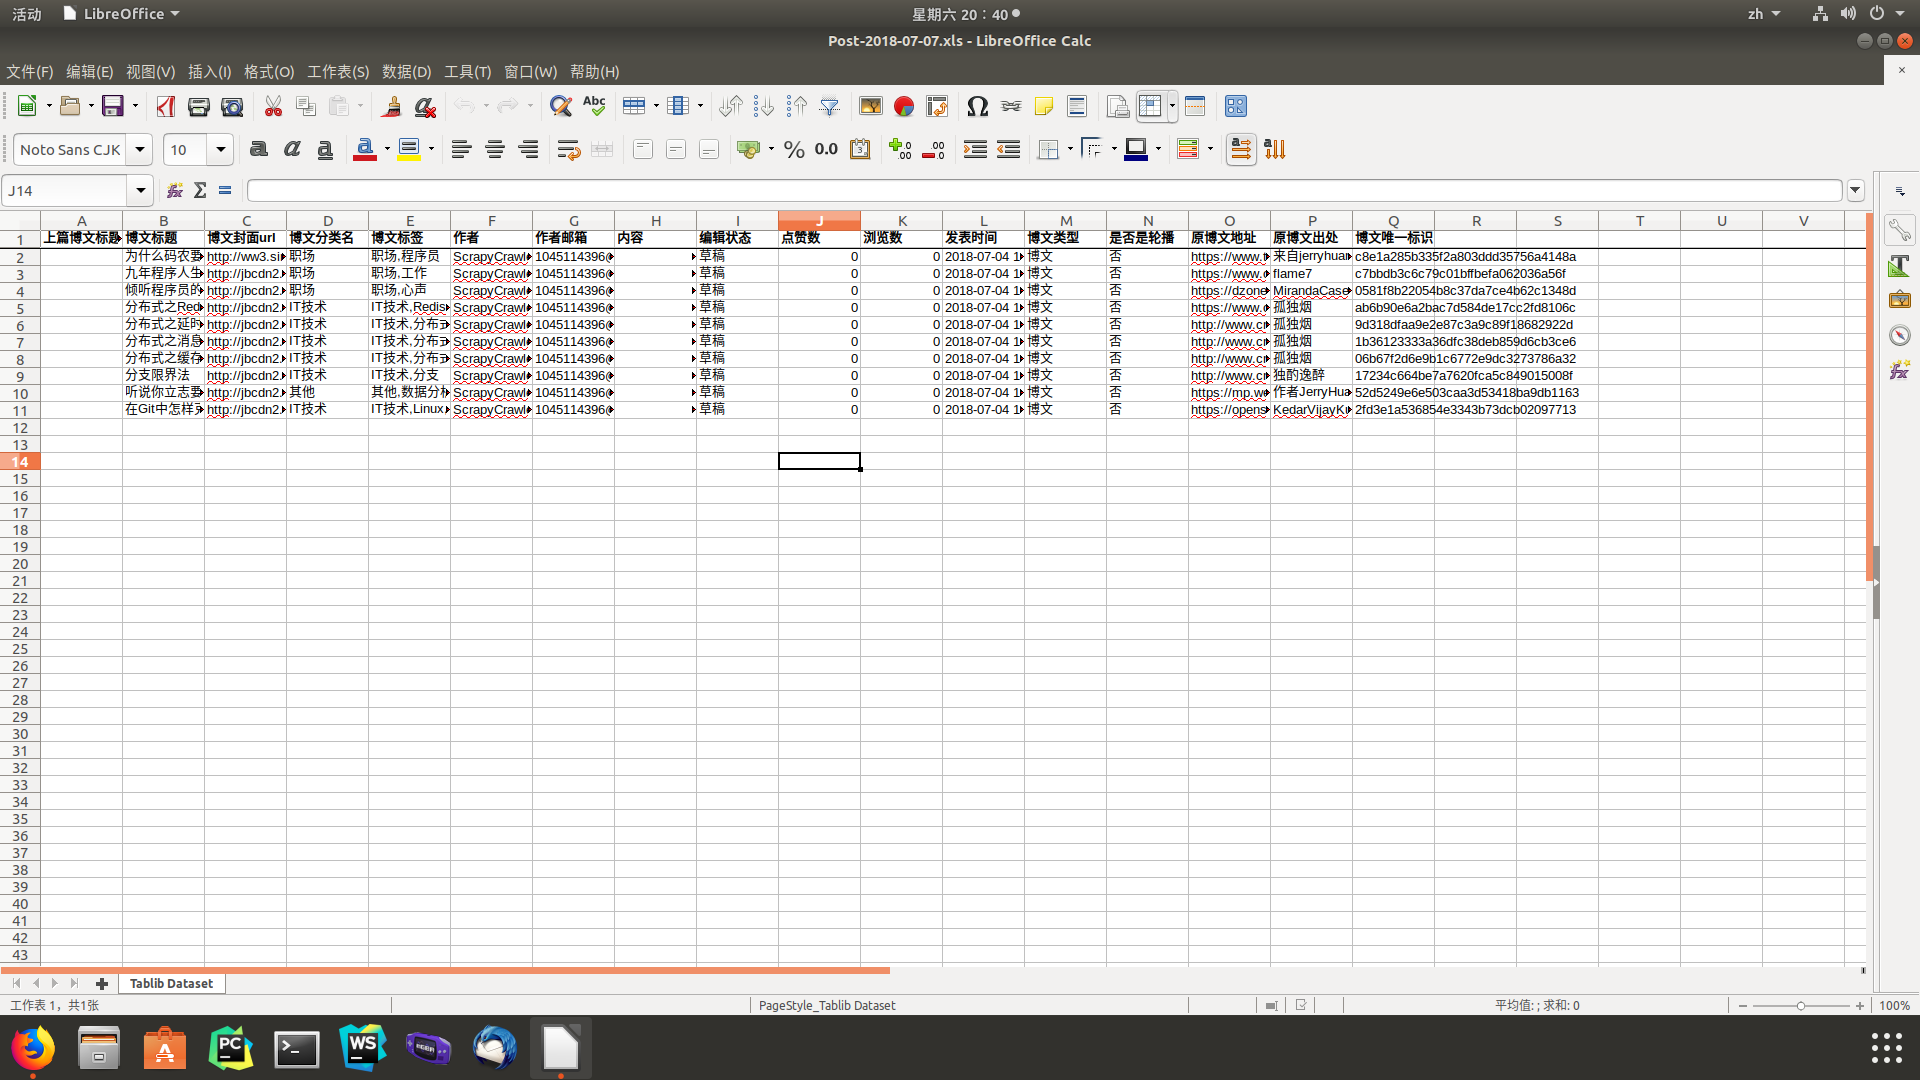 活动 LibreOffice 星期六 20：40 zh
Post-2018-07-07.xls - LibreOffice Calc
文件(F) 编辑(E) 视图(V) 插入(I) 格式(O) 工作表(S) 数据(D) 工具(T) 窗口(W) 帮助(H)
Noto Sans CJK 10
J14
A B C D E F G H I J K L M N O P Q R S T U V
1 上篇博文标题 博文标题 博文封面url 博文分类名 博文标签 作者 作者邮箱 内容 编辑状态 点赞数 浏览数 发表时间 博文类型 是否是轮播 原博文地址 原博文出处 博文唯一标识
2 为什么码农要 http://ww3.si 职场 职场,程序员 ScrapyCrawl 1045114396 草稿 0 0 2018-07-04 1 博文 否 https://www. 来自jerryhuan c8e1a285b335f2a803ddd35756a4148a
3 九年程序人生 http://jbcdn2. 职场 职场,工作 ScrapyCrawl 1045114396 草稿 0 0 2018-07-04 1 博文 否 https://www. flame7 c7bbdb3c6c79c01bffbefa062036a56f
4 倾听程序员的 http://jbcdn2. 职场 职场,心声 ScrapyCrawl 1045114396 草稿 0 0 2018-07-04 1 博文 否 https://dzone MirandaCase 0581f8b22054b8c37da7ce4b62c1348d
5 分布式之Red http://jbcdn2. IT技术 IT技术,Redis ScrapyCrawl 1045114396 草稿 0 0 2018-07-04 1 博文 否 https://www. 孤独烟 ab6b90e6a2bac7d584de17cc2fd8106c
6 分布式之延时 http://jbcdn2. IT技术 IT技术,分布 ScrapyCrawl 1045114396 草稿 0 0 2018-07-04 1 博文 否 http://www.cr 孤独烟 9d318dfaa9e2e87c3a9c89f18682922d
7 分布式之消息 http://jbcdn2. IT技术 IT技术,分布 ScrapyCrawl 1045114396 草稿 0 0 2018-07-04 1 博文 否 http://www.cr 孤独烟 1b36123333a36dfc38deb859d6cb3ce6
8 分布式之缓存 http://jbcdn2. IT技术 IT技术,分布 ScrapyCrawl 1045114396 草稿 0 0 2018-07-04 1 博文 否 http://www.cr 孤独烟 06b67f2d6e9b1c6772e9dc3273786a32
9 分支限界法 http://jbcdn2. IT技术 IT技术,分支 ScrapyCrawl 1045114396 草稿 0 0 2018-07-04 1 博文 否 http://www.cr 独酌逸醉 17234c664be7a7620fca5c849015008f
10 听说你立志要 http://jbcdn2. 其他 其他,数据分析 ScrapyCrawl 1045114396 草稿 0 0 2018-07-04 1 博文 否 https://mp.w 作者JerryHua 52d5249e6e503caa3d53418ba9db1163
11 在Git中怎样 http://jbcdn2. IT技术 IT技术,Linux ScrapyCrawl 1045114396 草稿 0 0 2018-07-04 1 博文 否 https://opens KedarVijayKu 2fd3e1a536854e3343b73dcb02097713
12
13
14
15
16
17
18
19
20
21
22
23
24
25
26
27
28
29
30
31
32
33
34
35
36
37
38
39
40
41
42
43
Tablib Dataset
工作表 1，共1张 PageStyle_Tablib Dataset 平均值: ; 求和: 0 100%